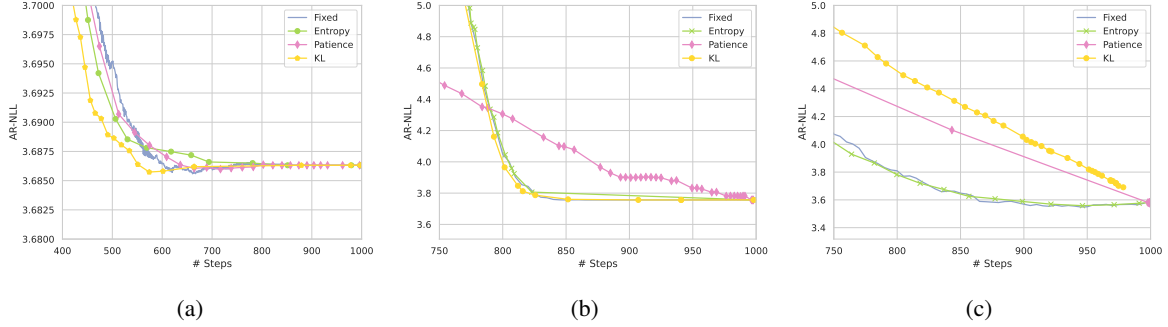 3.7000
3.6975
3.6950
3.6925
3.6900
3.6875
3.6850
3.6825
3.6800
AR-NLL
400 500 600 700 800 900 1000
# Steps
Fixed
Entropy
Patience
KL
(a)
5.0
4.8
4.6
4.4
4.2
4.0
3.8
3.6
AR-NLL
750 800 850 900 950 1000
# Steps
Fixed
Entropy
Patience
KL
(b)
5.0
4.8
4.6
4.4
4.2
4.0
3.8
3.6
3.4
3.2
AR-NLL
750 800 850 900 950 1000
# Steps
Fixed
Entropy
Patience
KL
(c)